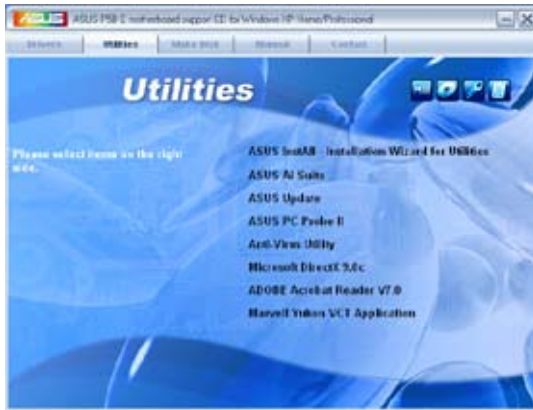 ASUS P5B-E motherboard support CD for Windows XP Home/Professional
Drivers Utilities Make Disk Manual Contact
Utilities
Please select items on the right
side.
ASUS InstAll - Installation Wizard for Utilities
ASUS AI Suite
ASUS Update
ASUS PC Probe II
Anti-Virus Utility
Microsoft DirectX 9.0c
ADOBE Acrobat Reader V7.0
Marvell Yukon VCT Application